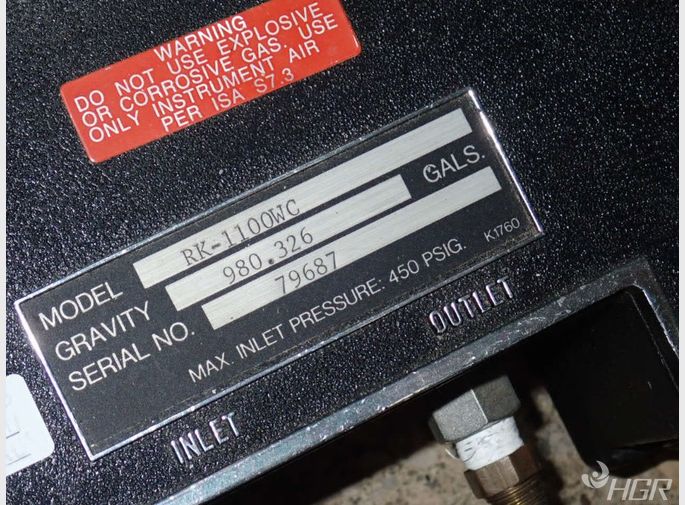 WARNING
DO NOT USE EXPLOSIVE
OR CORROSIVE GAS, USE
ONLY INSTRUMENT AIR
PER ISA S7.3
MODEL RK-1100WC
GRAVITY 980.326 GALS.
SERIAL NO. 79687
MAX. INLET PRESSURE: 450 PSIG. K1760
INLET OUTLET
HGR